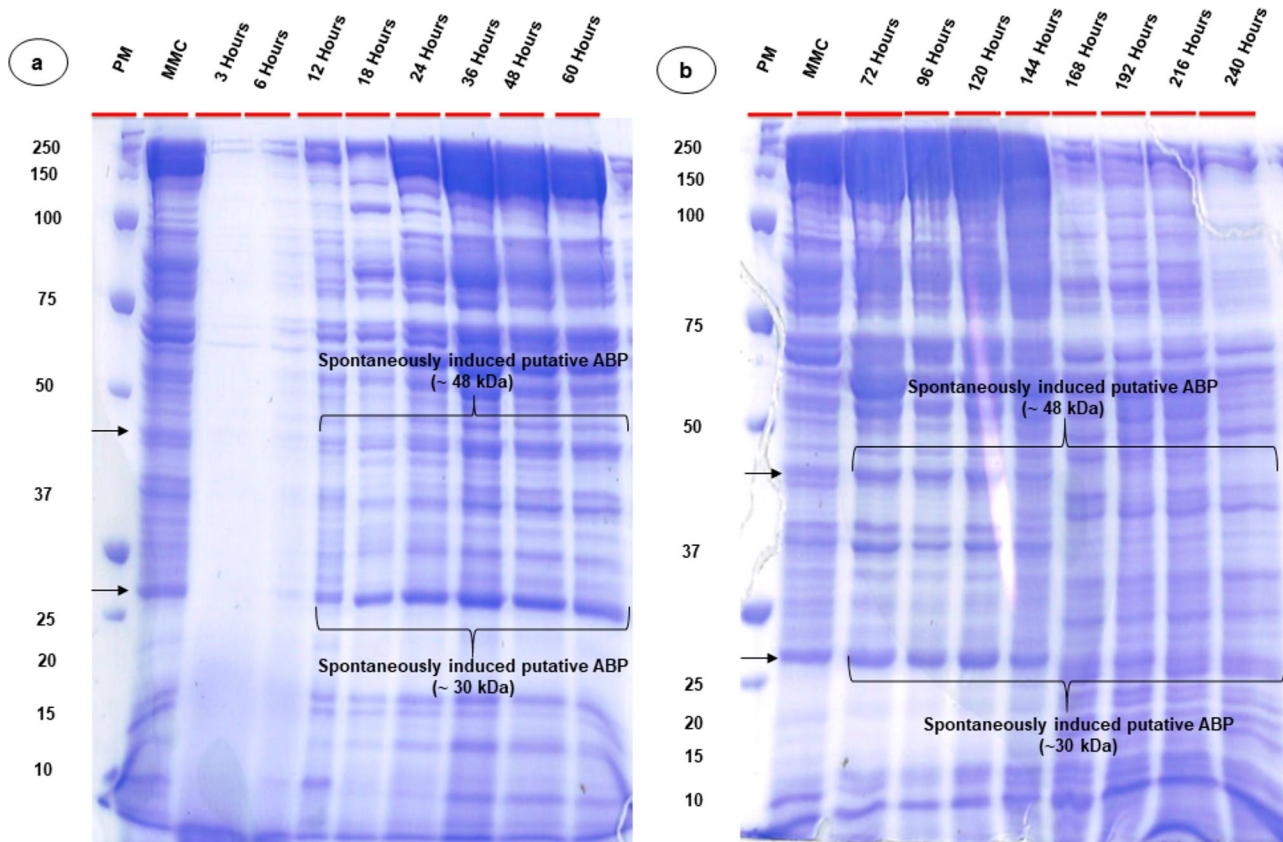 a
PM
MMC
3 Hours
6 Hours
12 Hours
18 Hours
24 Hours
36 Hours
48 Hours
60 Hours
250
150
100
75
50
37
25
20
15
10
Spontaneously induced putative ABP
(~ 48 kDa)
Spontaneously induced putative ABP
(~ 30 kDa)
b
PM
MMC
72 Hours
96 Hours
120 Hours
144 Hours
168 Hours
192 Hours
216 Hours
240 Hours
250
150
100
75
50
37
25
20
15
10
Spontaneously induced putative ABP
(~ 48 kDa)
Spontaneously induced putative ABP
(~30 kDa)